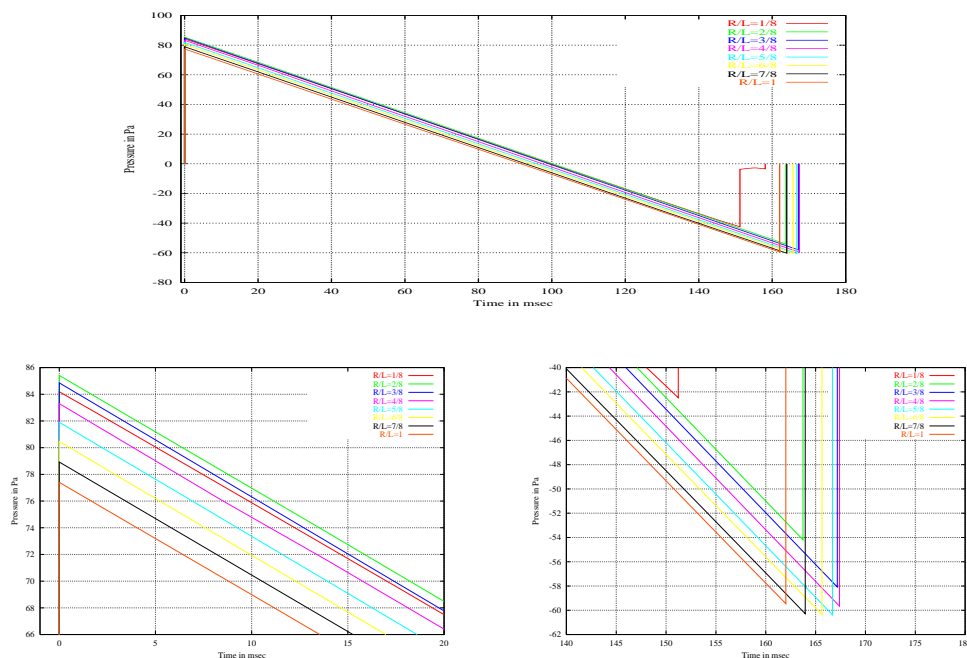 100
80
60
40
20
0
-20
-40
-60
-80
Pressure in Pa
0 20 40 60 80 100 120 140 160 180
Time in msec
R/L=1/8
R/L=2/8
R/L=3/8
R/L=4/8
R/L=5/8
R/L=6/8
R/L=7/8
R/L=1
86
84
82
80
78
76
74
72
70
68
66
Pressure in Pa
0 5 10 15 20
Time in msec
R/L=1/8
R/L=2/8
R/L=3/8
R/L=4/8
R/L=5/8
R/L=6/8
R/L=7/8
R/L=1
-40
-42
-44
-46
-48
-50
-52
-54
-56
-58
-60
-62
Pressure in Pa
140 145 150 155 160 165 170 175 180
Time in msec
R/L=1/8
R/L=2/8
R/L=3/8
R/L=4/8
R/L=5/8
R/L=6/8
R/L=7/8
R/L=1